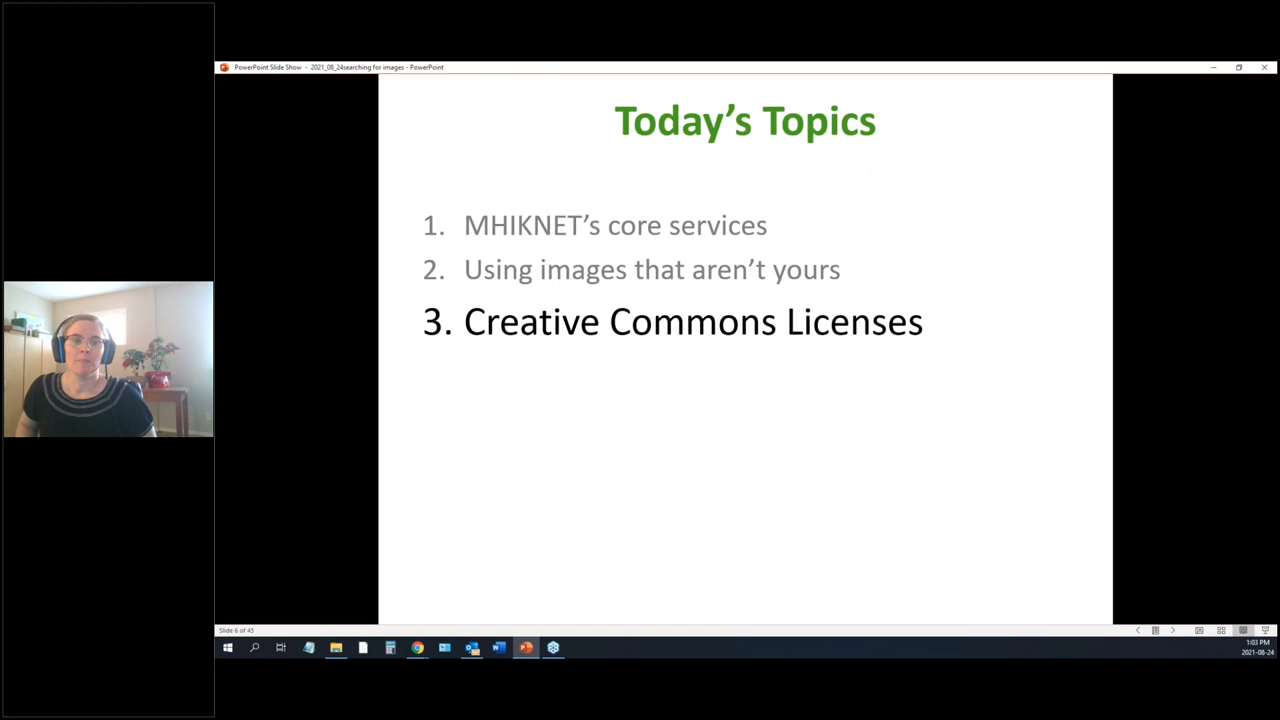 PowerPoint Slide Show - 2021_08_24searching for images - PowerPoint
Today's Topics
1. MHIKNET's core services
2. Using images that aren't yours
3. Creative Commons Licenses
Slide 6 of 45
1:03 PM
2021-08-24